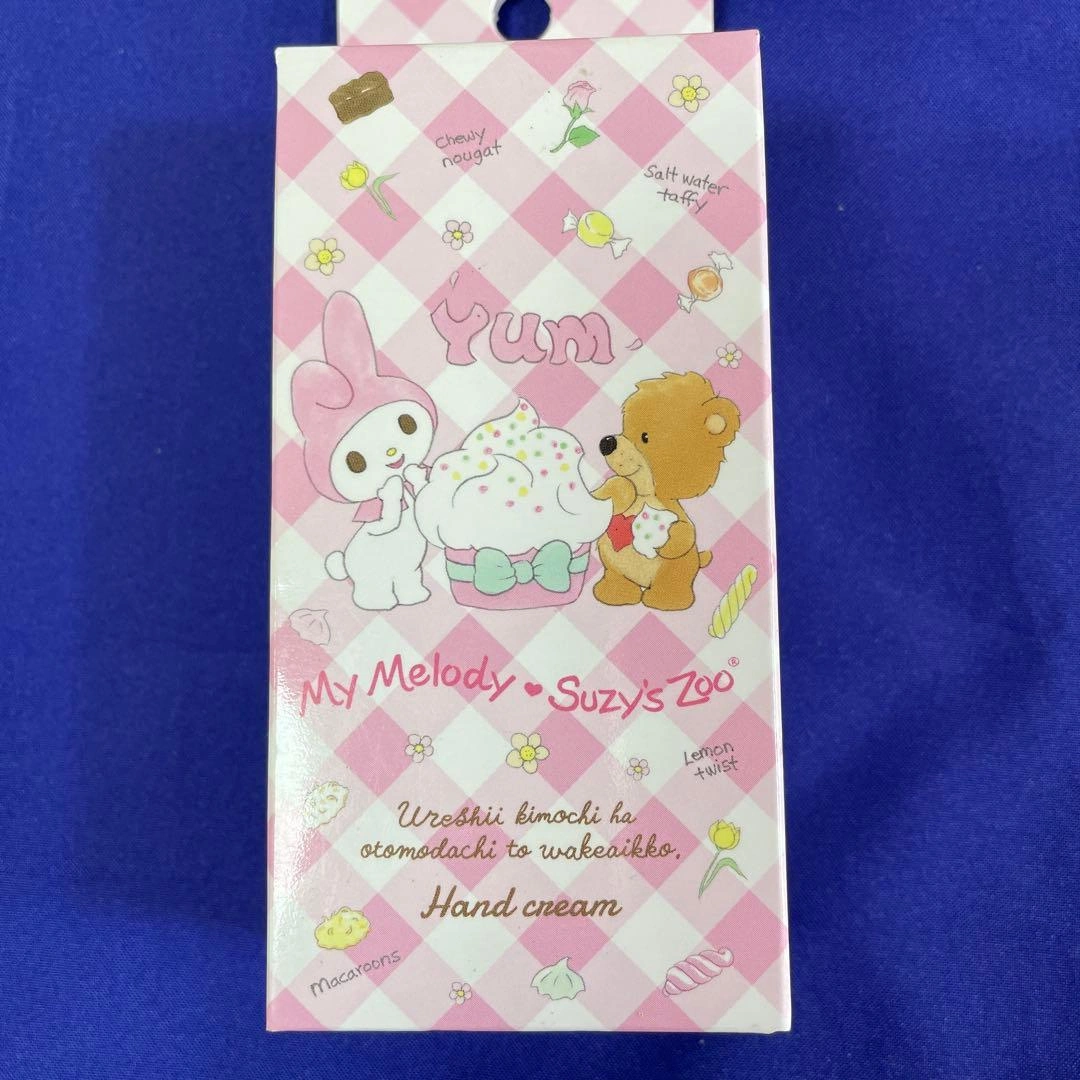 chewy
nougat
Salt water
taffy
Yum
My Melody ♥ Suzy's Zoo®
Lemon
twist
Ureshii kimochi ha
otomodachi to wakeaikko.
Hand cream
macaroons